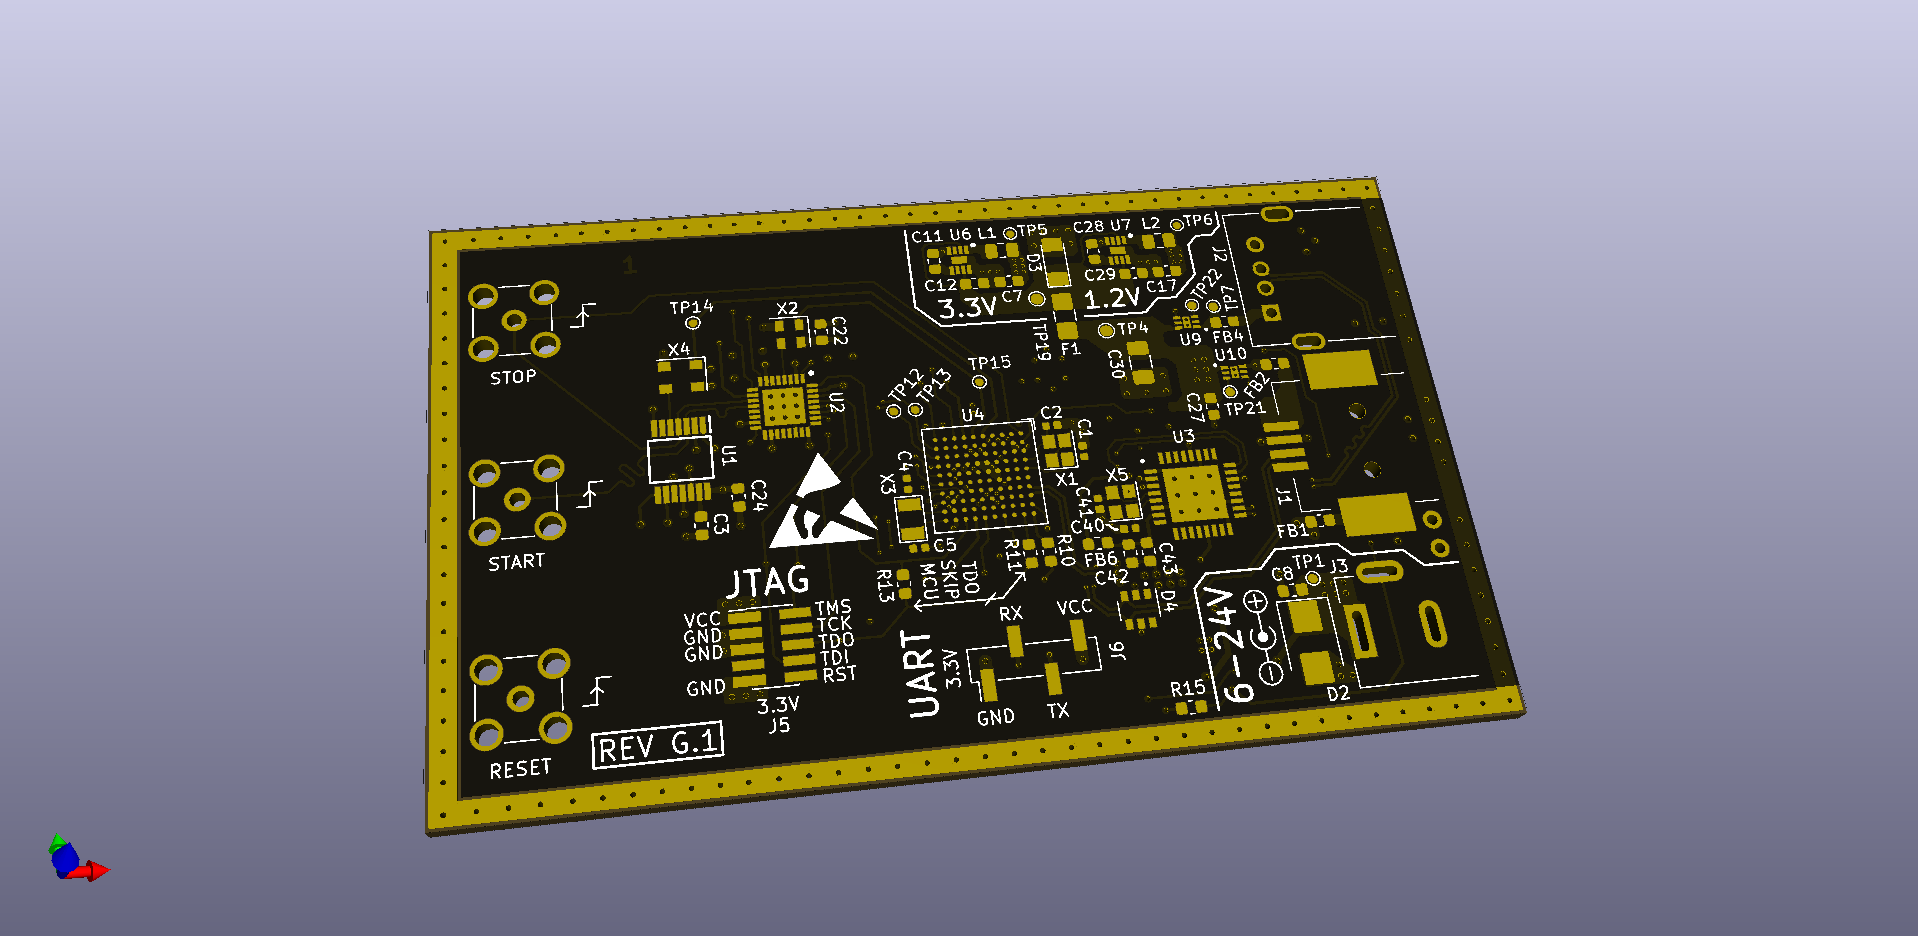 1
C11 U6 L1 TP5
D3
C12
C7
3.3V
C28 U7 L2 TP6
C29
C17
1.2V
J2
TP22
TP7
U9
FB4
U10
FB2
TP21
C27
TP19
F1
TP4
C30
STOP
TP14
X2
C22
X4
U2
U1
C24
C3
START
TP15
TP12
TP13
U4
C2
C1
X1
C4
X3
C5
R13
U3
X5
C41
C40
FB6
C42
C43
D4
R11
R10
J1
FB1
MCU
SKIP
TDO
JTAG
VCC
GND
GND
GND
TMS
TCK
TDO
TDI
RST
3.3V
J5
UART
3.3V
RX
VCC
J6
GND
TX
C8
TP1
J3
6-24V
D2
R15
RESET
REV G.1